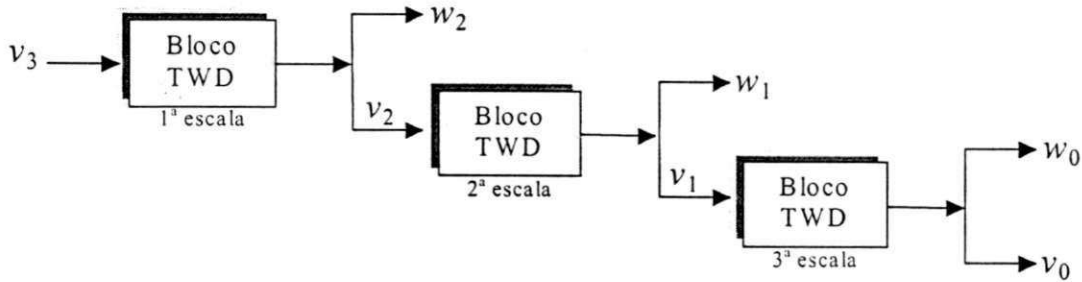 v3
Bloco
TWD
1ª escala
w2
v2
Bloco
TWD
2ª escala
w1
v1
Bloco
TWD
3ª escala
w0
v0